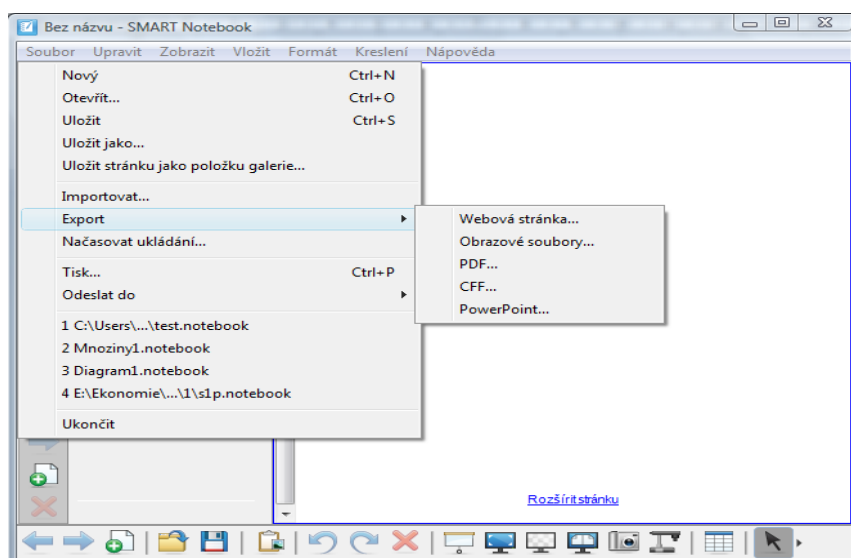 Bez názvu - SMART Notebook
Soubor Upravit Zobrazit Vložit Formát Kreslení Nápověda
Nový Ctrl+N
Otevřít... Ctrl+O
Uložit Ctrl+S
Uložit jako...
Uložit stránku jako položku galerie...
Importovat...
Export
Načasovat ukládání...
Tisk... Ctrl+P
Odeslat do
1 C:\Users\...\test.notebook
2 Mnoziny1.notebook
3 Diagram1.notebook
4 E:\Ekonomie\...\1\s1p.notebook
Ukončit
Webová stránka...
Obrazové soubory...
PDF...
CFF...
PowerPoint...
Rozšířit stránku